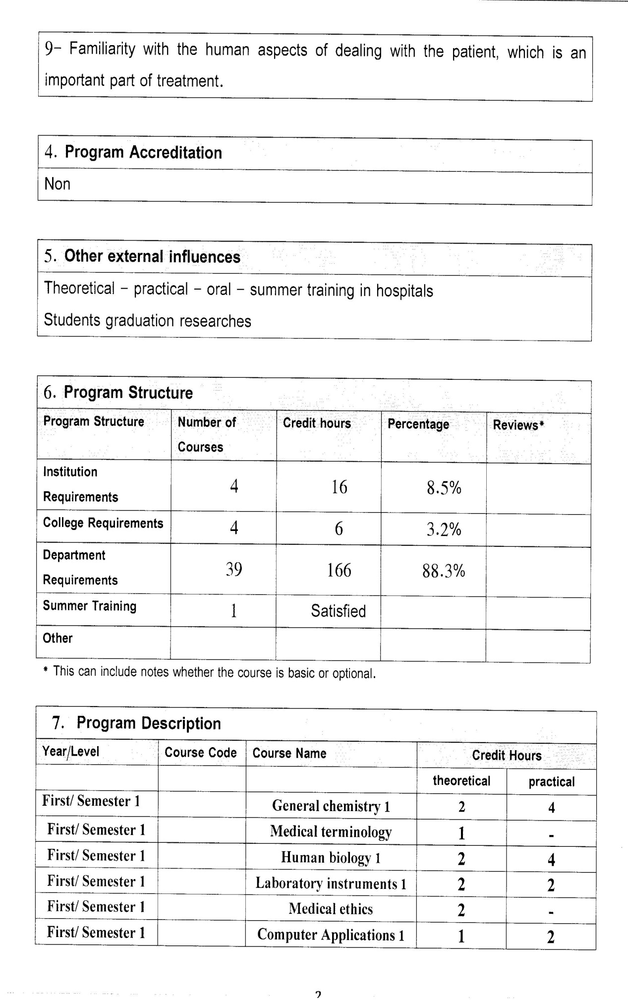 9- Familiarity with the human aspects of dealing with the patient, which is an
important part of treatment.
4. Program Accreditation
Non
5. Other external influences
Theoretical - practical - oral - summer training in hospitals
Students graduation researches
6. Program Structure
Program Structure Number of Courses Credit hours Percentage Reviews*
Institution Requirements 4 16 8.5%
College Requirements 4 6 3.2%
Department Requirements 39 166 88.3%
Summer Training 1 Satisfied
Other
* This can include notes whether the course is basic or optional.
7. Program Description
Year/Level Course Code Course Name Credit Hours
theoretical practical
First/ Semester 1 General chemistry 1 2 4
First/ Semester 1 Medical terminology 1 -
First/ Semester 1 Human biology 1 2 4
First/ Semester 1 Laboratory instruments 1 2 2
First/ Semester 1 Medical ethics 2 -
First/ Semester 1 Computer Applications 1 1 2